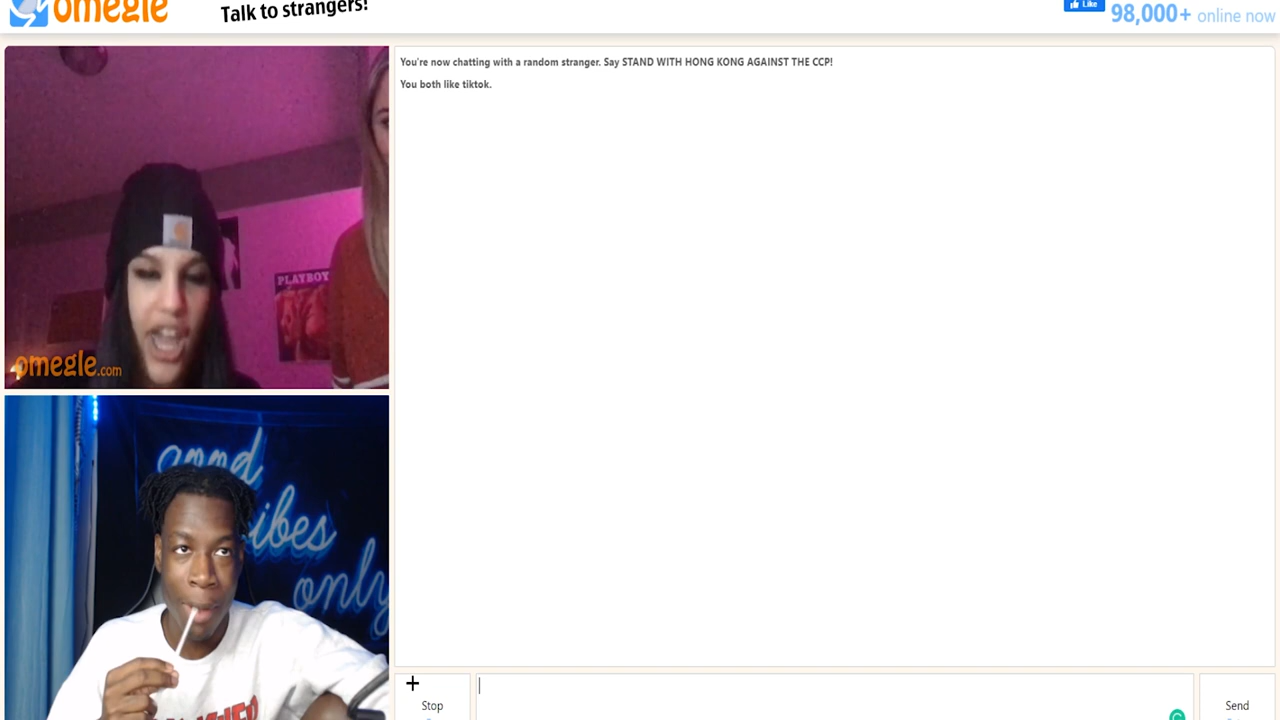 omegle
Talk to strangers!
Like
98,000+ online now
You're now chatting with a random stranger. Say STAND WITH HONG KONG AGAINST THE CCP!
You both like tiktok.
PLAYBOY
omegle.com
good
vibes
only
Stop
Send